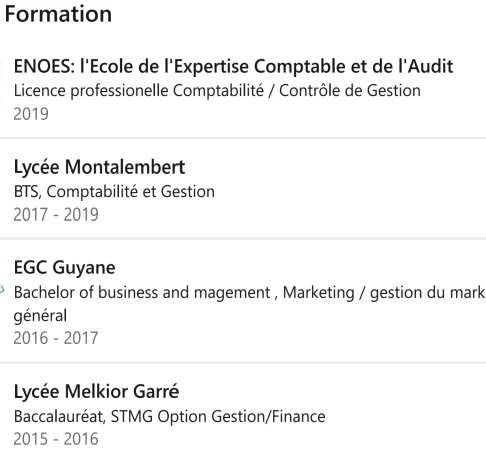 Formation
ENOES: l'Ecole de l'Expertise Comptable et de l'Audit
Licence professionelle Comptabilité / Contrôle de Gestion
2019
Lycée Montalembert
BTS, Comptabilité et Gestion
2017 - 2019
EGC Guyane
Bachelor of business and magement , Marketing / gestion du mark
général
2016 - 2017
Lycée Melkior Garré
Baccalauréat, STMG Option Gestion/Finance
2015 - 2016